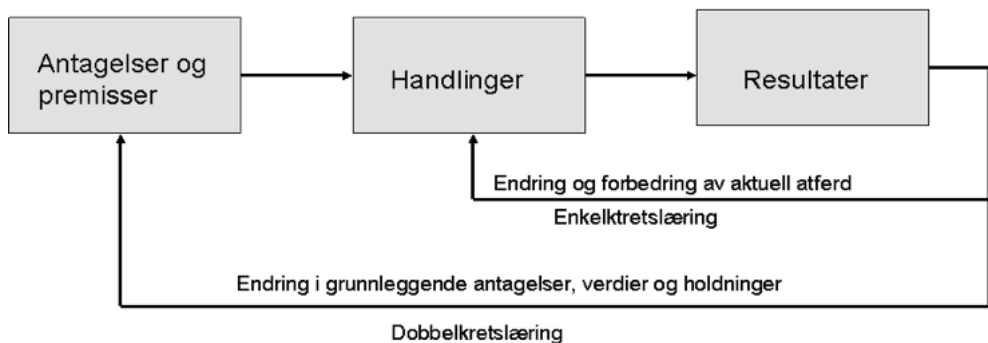 Antagelser og
premisser
Handlinger
Resultater
Endring og forbedring av aktuell atferd
Enkelktretslæring
Endring i grunnleggende antagelser, verdier og holdninger
Dobbelkretslæring